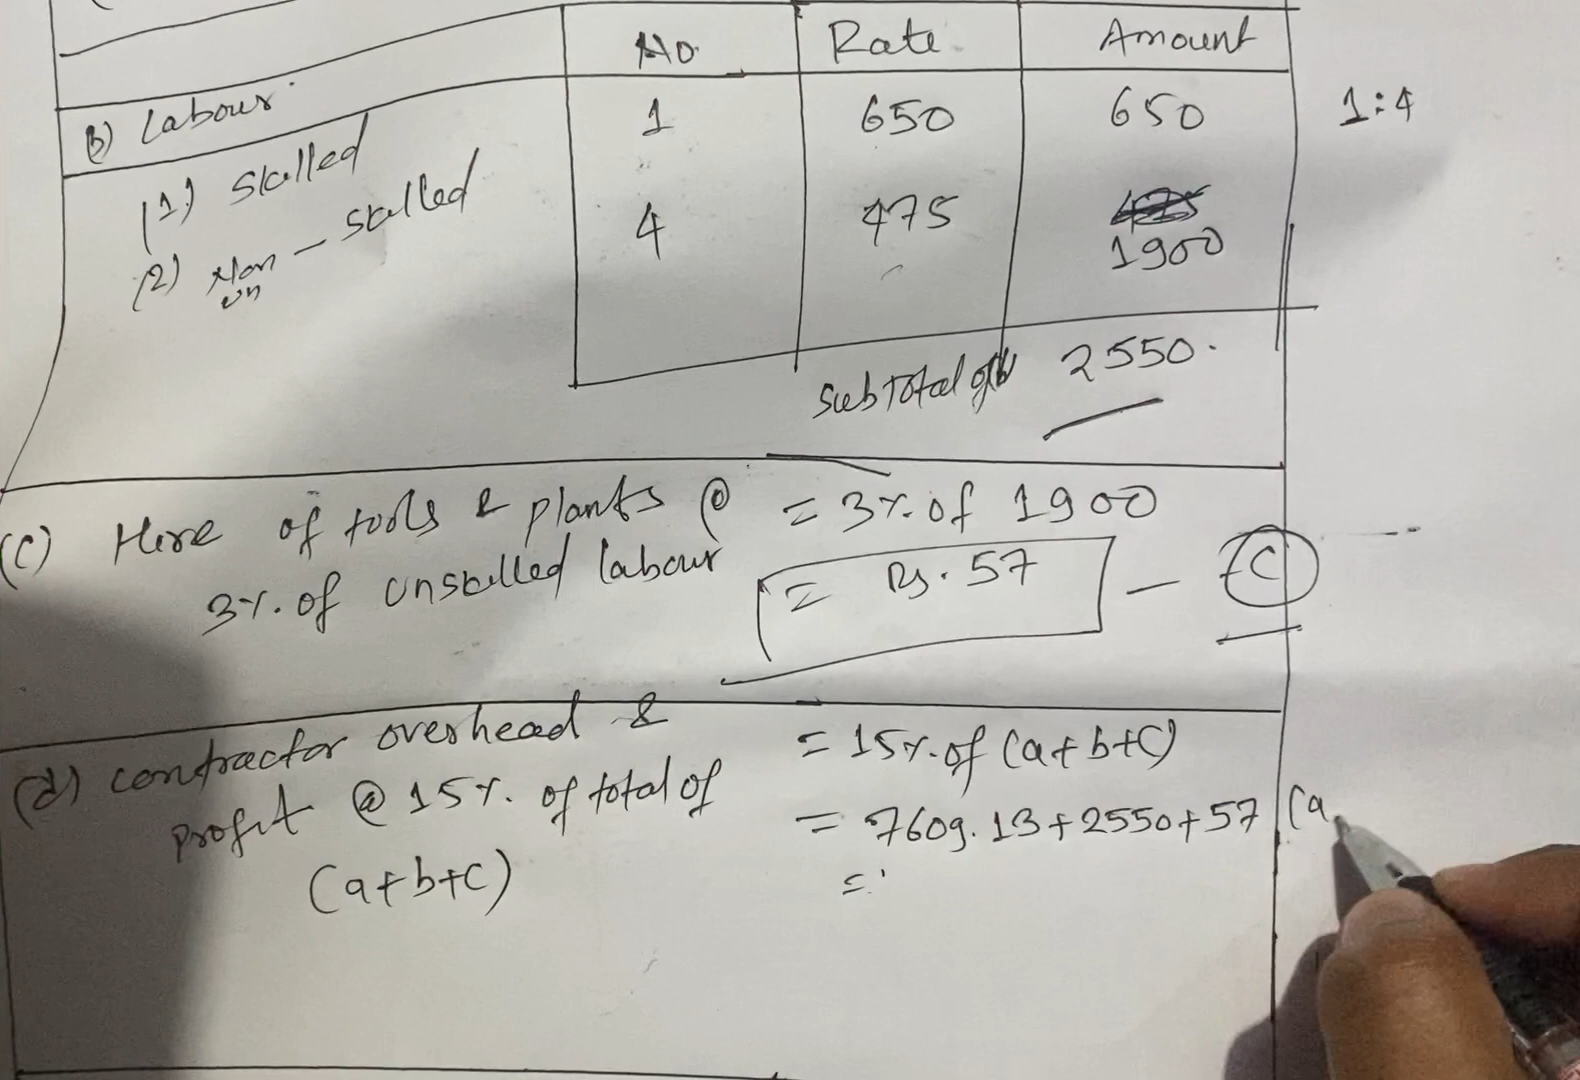 No. Rate Amount
(b) Labour
(1) Skilled 1 650 650 1:4
(2) Non - skilled 4 475
un 1900
Subtotal of b 2550.
(C) Hire of tools & plants @ = 3% of 1900
3%. of unskilled labour = Rs. 57 — (C)
(d) contractor overhead & = 15%. of (a+b+c)
profit @ 15%. of total of = 7609.13+2550+57 (a
(a+b+c) =